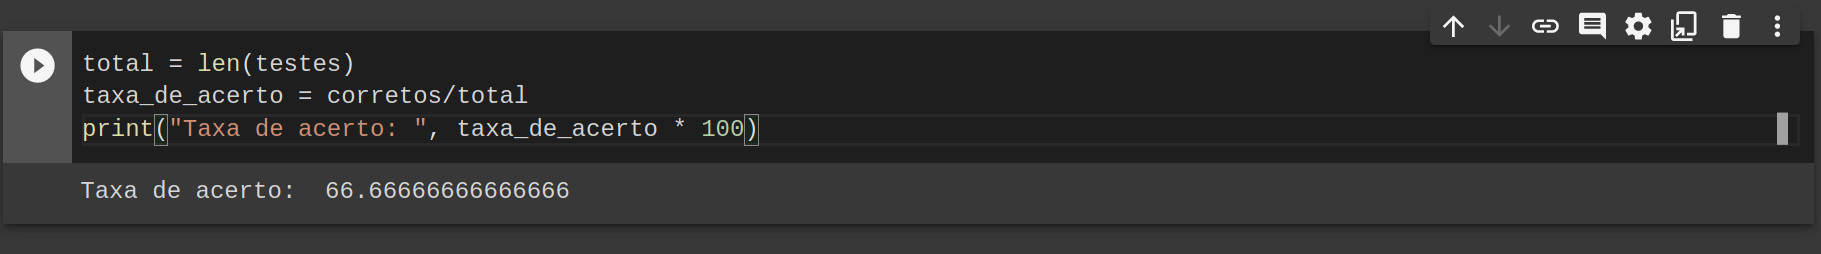 total = len(testes)
taxa_de_acerto = corretos/total
print("Taxa de acerto: ", taxa_de_acerto * 100)
Taxa de acerto:  66.66666666666666